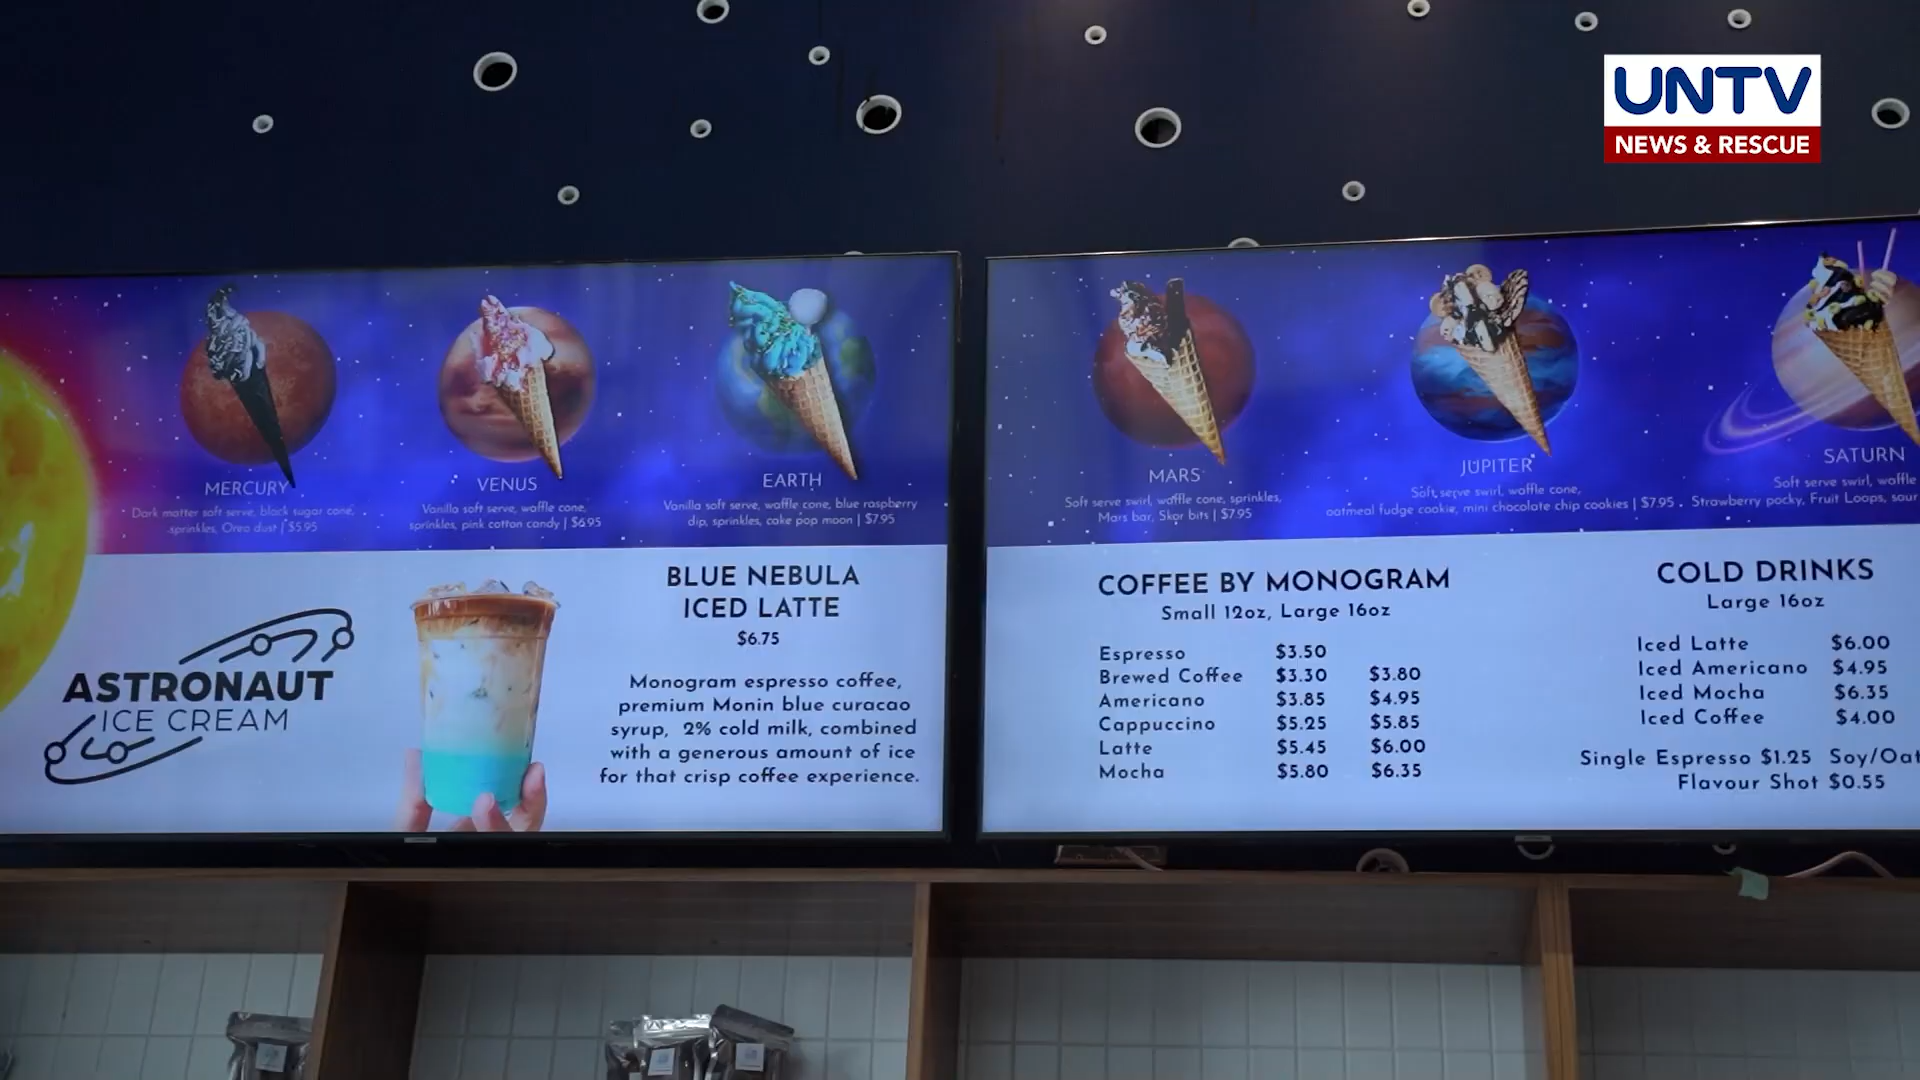 UNTV
NEWS & RESCUE
MERCURY
Dark matter soft serve, black sugar cone,
sprinkles, Oreo dust | $5.95
VENUS
Vanilla soft serve, waffle cone,
sprinkles, pink cotton candy | $6.95
EARTH
Vanilla soft serve, waffle cone, blue raspberry
dip, sprinkles, cake pop moon | $7.95
MARS
Soft serve swirl, waffle cone, sprinkles,
Mars bar, Skor bits | $7.95
JUPITER
Soft serve swirl, waffle cone,
oatmeal fudge cookie, mini chocolate chip cookies | $7.95
SATURN
Soft serve swirl, waffle
Strawberry pocky, Fruit Loops, sour
ASTRONAUT
ICE CREAM
BLUE NEBULA
ICED LATTE
$6.75
Monogram espresso coffee,
premium Monin blue curacao
syrup, 2% cold milk, combined
with a generous amount of ice
for that crisp coffee experience.
COFFEE BY MONOGRAM
Small 12oz, Large 16oz
Espresso $3.50
Brewed Coffee $3.30 $3.80
Americano $3.85 $4.95
Cappuccino $5.25 $5.85
Latte $5.45 $6.00
Mocha $5.80 $6.35
COLD DRINKS
Large 16oz
Iced Latte $6.00
Iced Americano $4.95
Iced Mocha $6.35
Iced Coffee $4.00
Single Espresso $1.25 Soy/Oat
Flavour Shot $0.55